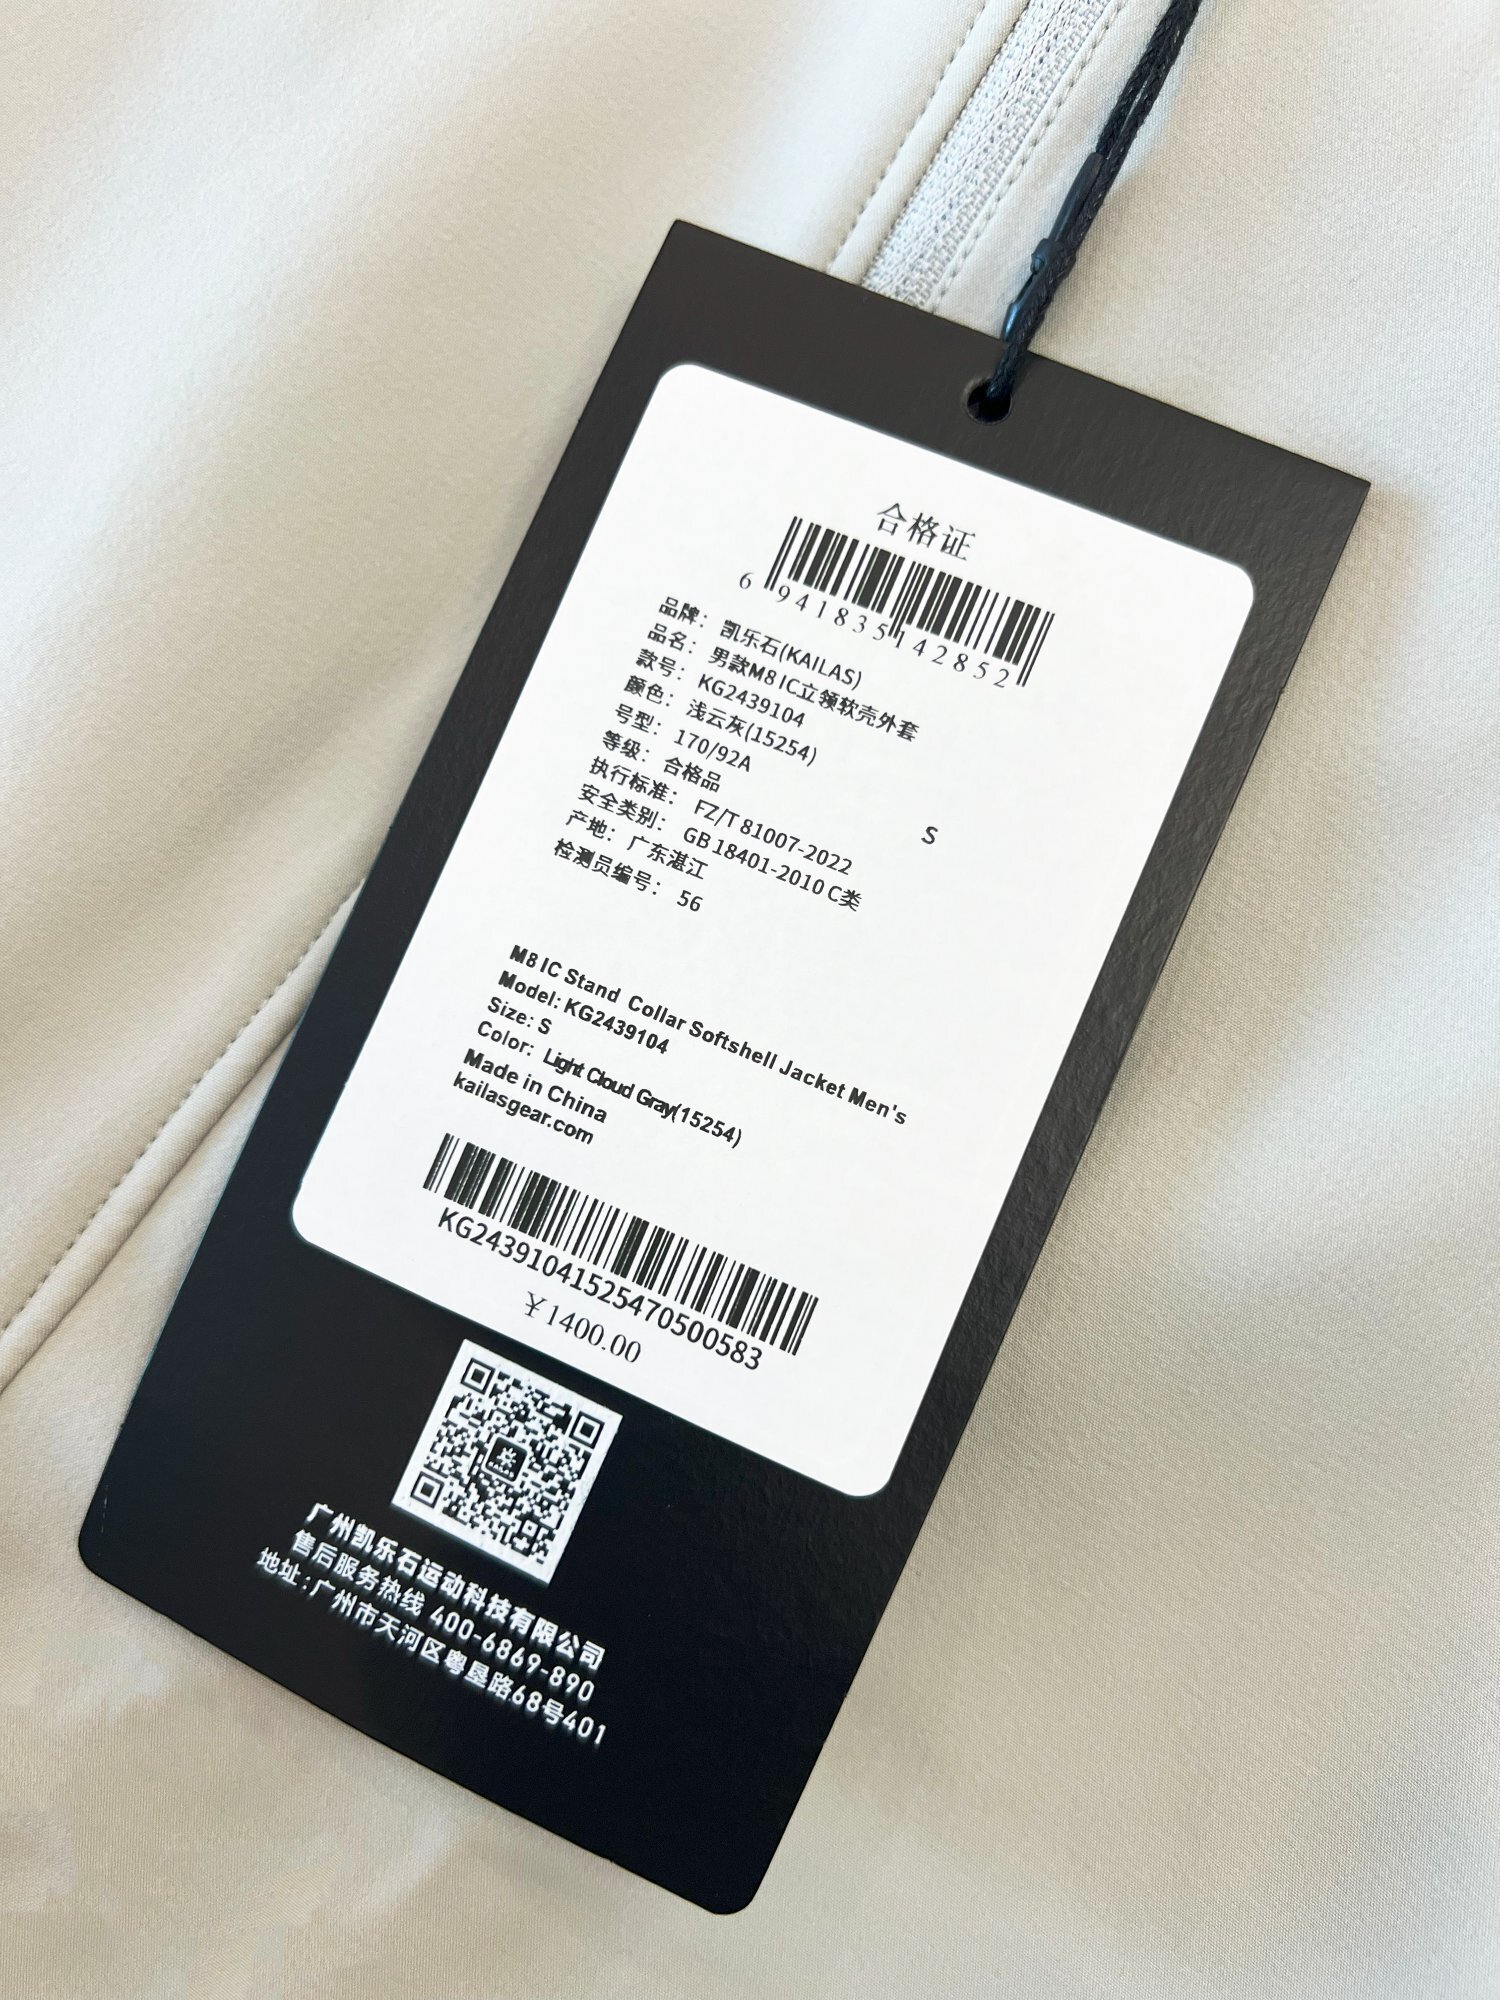 合格证
6 941835 142852
品牌： 凯乐石(KAILAS)
品名： 男款M8 IC立领软壳外套
款号： KG2439104
颜色： 浅云灰(15254)
号型： 170/92A S
等级： 合格品
执行标准： FZ/T 81007-2022
安全类别： GB 18401-2010 C类
产地： 广东湛江
检测员编号： 56
M8 IC Stand Collar Softshell Jacket Men's
Model: KG2439104
Size: S
Color: Light Cloud Gray(15254)
Made in China
kailasgear.com
KG24391041525470500583
￥1400.00
广州凯乐石运动科技有限公司
售后服务热线 400-6869-890
地址:广州市天河区粤垦路68号401